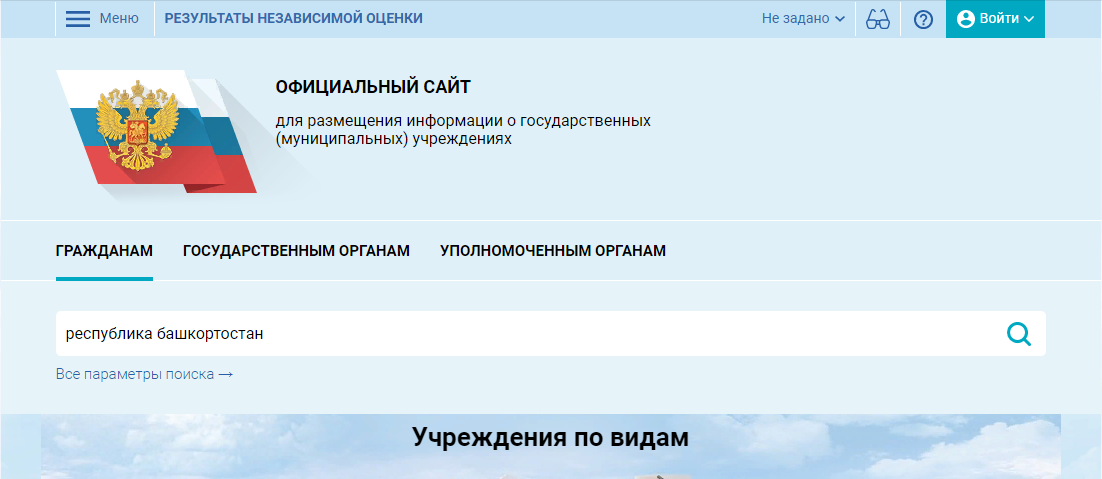 Меню
РЕЗУЛЬТАТЫ НЕЗАВИСИМОЙ ОЦЕНКИ
Не задано
Войти
ОФИЦИАЛЬНЫЙ САЙТ
для размещения информации о государственных
(муниципальных) учреждениях
ГРАЖДАНАМ
ГОСУДАРСТВЕННЫМ ОРГАНАМ
УПОЛНОМОЧЕННЫМ ОРГАНАМ
республика башкортостан
Все параметры поиска →
Учреждения по видам